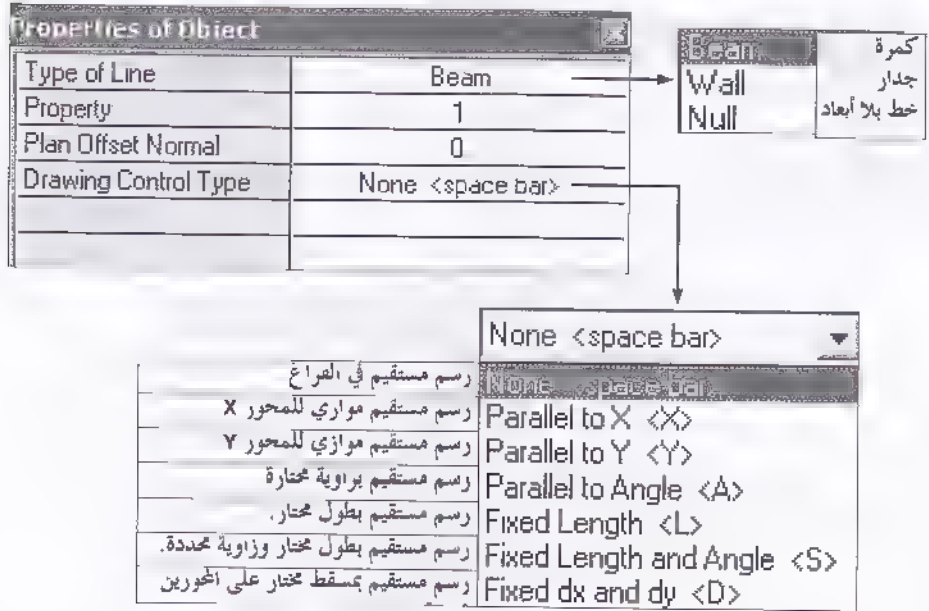 Properties of Object
Type of Line Beam
Property 1
Plan Offset Normal 0
Drawing Control Type None <space bar>
Beam كمرة
Wall جدار
Null خط بلا أبعاد
None <space bar>
رسم مستقيم في الفراغ None <space bar>
رسم مستقيم موازي للمحور X Parallel to X <X>
رسم مستقيم موازي للمحور Y Parallel to Y <Y>
رسم مستقيم بزاوية مختارة Parallel to Angle <A>
رسم مستقيم بطول مختار. Fixed Length <L>
رسم مستقيم بطول مختار وزاوية محددة. Fixed Length and Angle <S>
رسم مستقيم بمسقط مختار على المحورين Fixed dx and dy <D>